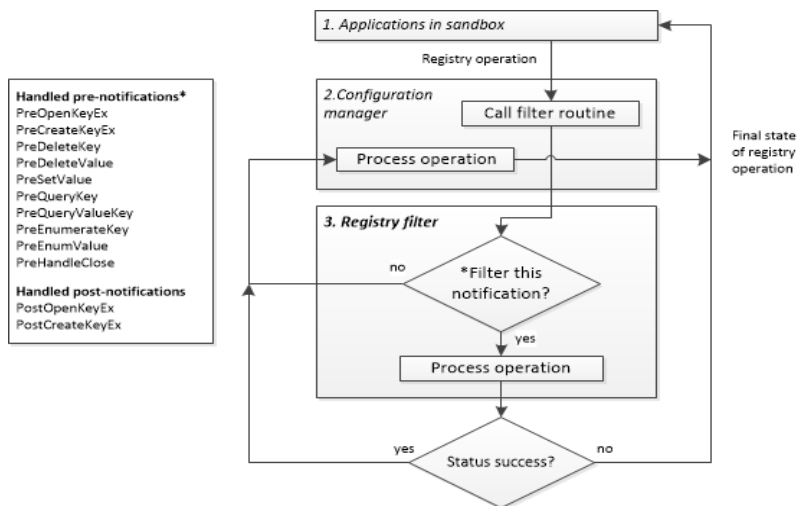 1. Applications in sandbox
Registry operation
2.Configuration
manager
Call filter routine
Process operation
Final state
of registry
operation
Handled pre-notifications*
PreOpenKeyEx
PreCreateKeyEx
PreDeleteKey
PreDeleteValue
PreSetValue
PreQueryKey
PreQueryValueKey
PreEnumerateKey
PreEnumValue
PreHandleClose
Handled post-notifications
PostOpenKeyEx
PostCreateKeyEx
3. Registry filter
no
*Filter this
notification?
yes
Process operation
yes
Status success?
no